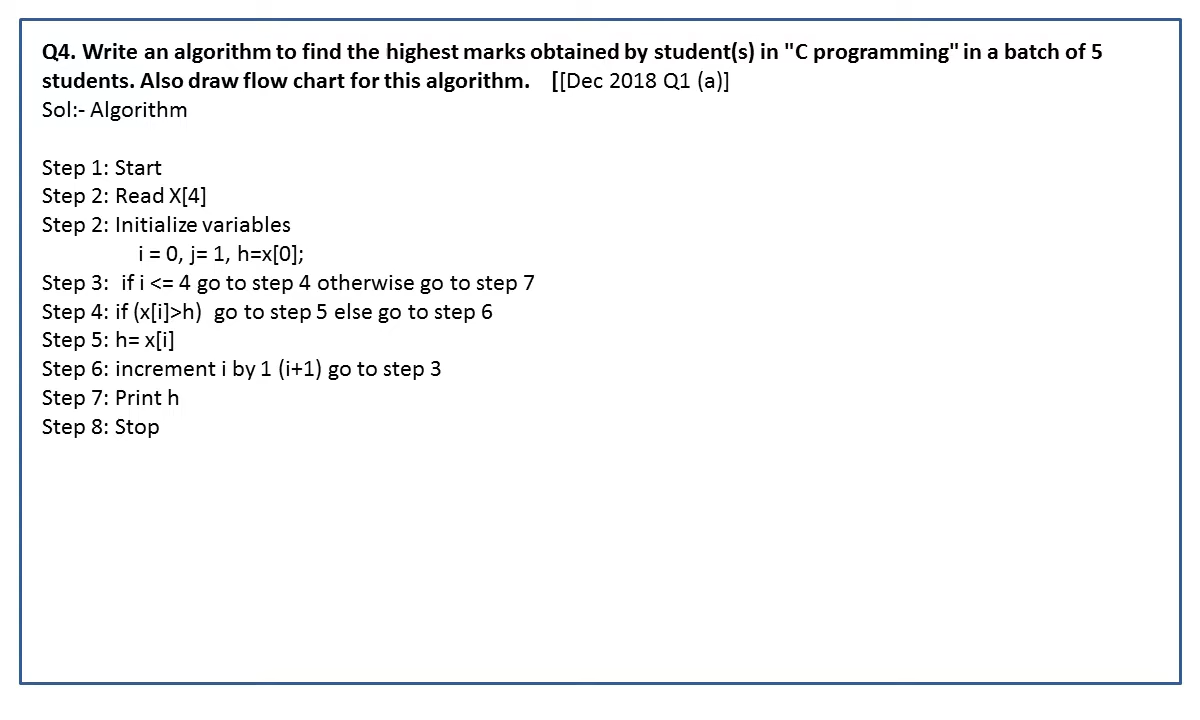 Q4. Write an algorithm to find the highest marks obtained by student(s) in "C programming" in a batch of 5
students. Also draw flow chart for this algorithm. [[Dec 2018 Q1 (a)]
Sol:- Algorithm
Step 1: Start
Step 2: Read X[4]
Step 2: Initialize variables
i = 0, j= 1, h=x[0];
Step 3: if i <= 4 go to step 4 otherwise go to step 7
Step 4: if (x[i]>h) go to step 5 else go to step 6
Step 5: h= x[i]
Step 6: increment i by 1 (i+1) go to step 3
Step 7: Print h
Step 8: Stop